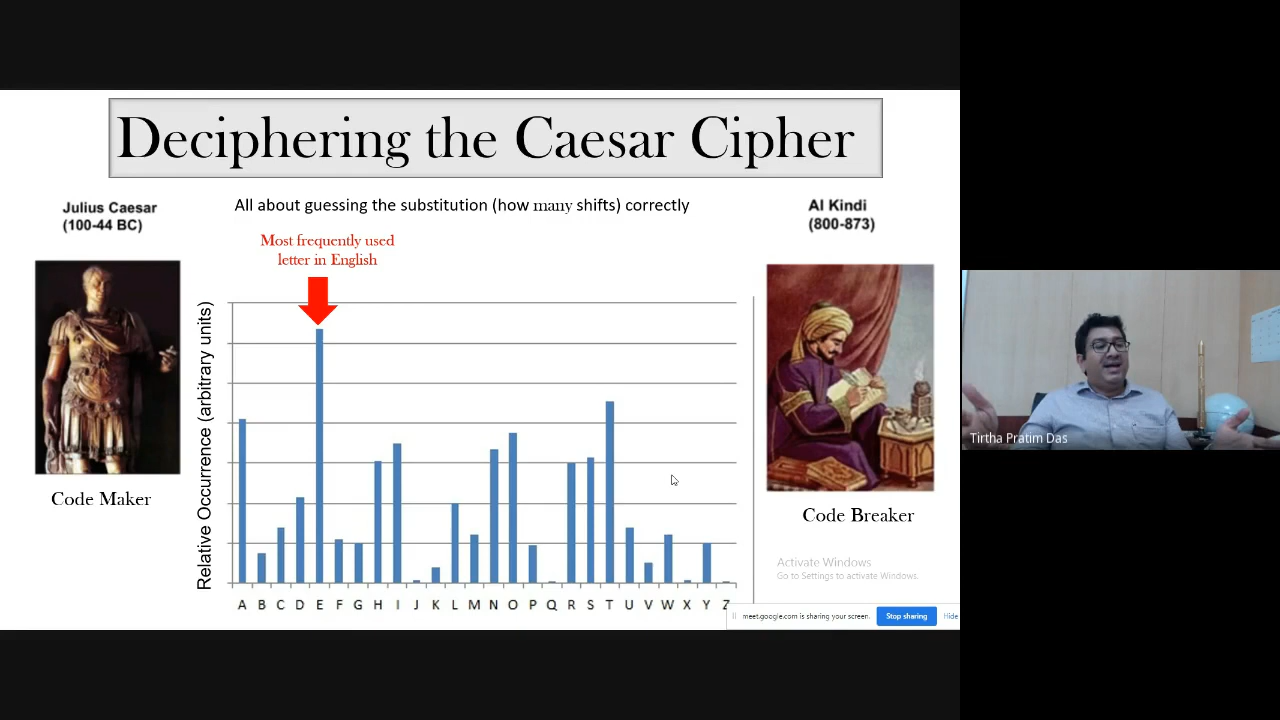 Deciphering the Caesar Cipher
Julius Caesar
(100-44 BC)
All about guessing the substitution (how many shifts) correctly
Al Kindi
(800-873)
Most frequently used
letter in English
Relative Occurrence (arbitrary units)
A B C D E F G H I J K L M N O P Q R S T U V W X Y Z
Code Maker
Code Breaker
Tirtha Pratim Das
Activate Windows
Go to Settings to activate Windows.
meet.google.com is sharing your screen.
Stop sharing
Hide